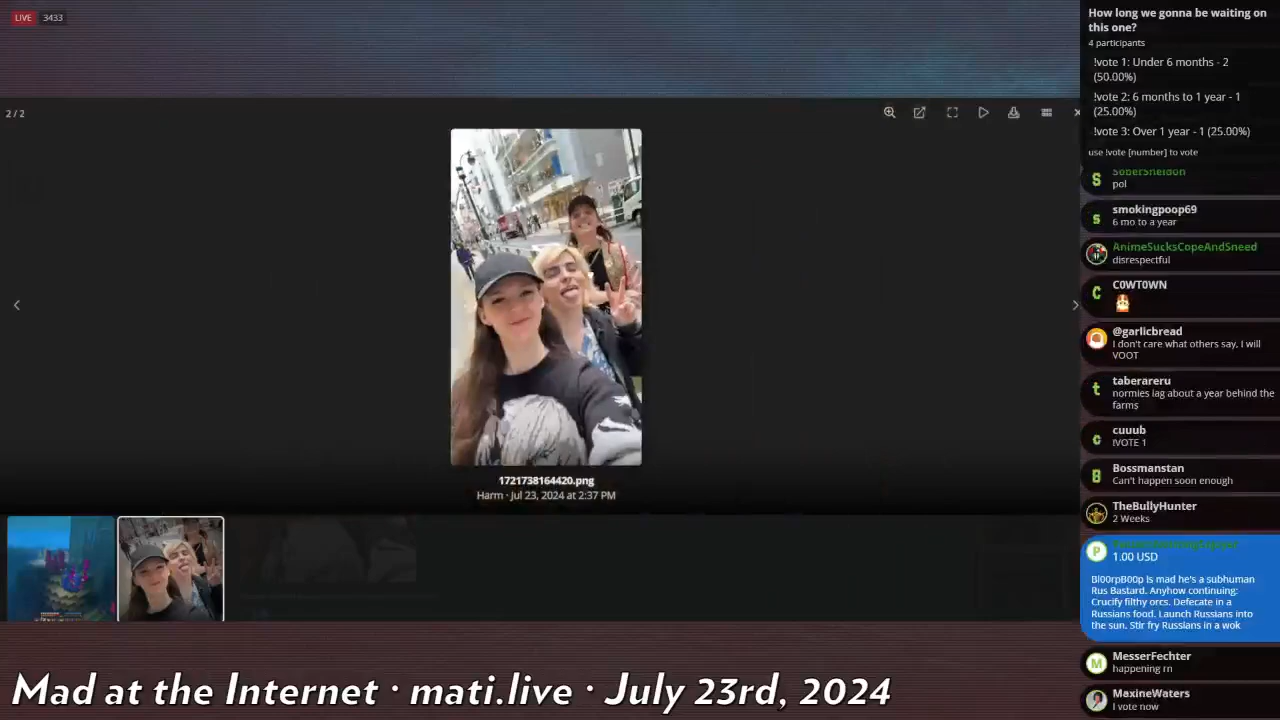 LIVE 3433
2 / 2
1721738164420.png
Harm · Jul 23, 2024 at 2:37 PM
Mad at the Internet · mati.live · July 23rd, 2024
How long we gonna be waiting on
this one?
4 participants
!vote 1: Under 6 months - 2
(50.00%)
!vote 2: 6 months to 1 year - 1
(25.00%)
!vote 3: Over 1 year - 1 (25.00%)
use !vote [number] to vote
SoberSheldon
pol
smokingpoop69
6 mo to a year
AnimeSucksCopeAndSneed
disrespectful
C0WT0WN
@garlicbread
I don't care what others say, I will
VOOT
taberareru
normies lag about a year behind the
farms
cuuub
!VOTE 1
Bossmanstan
Can't happen soon enough
TheBullyHunter
2 Weeks
1.00 USD
Bl00rpB00p is mad he's a subhuman
Rus Bastard. Anyhow continuing:
Crucify filthy orcs. Defecate in a
Russians food. Launch Russians into
the sun. Stir fry Russians in a wok
MesserFechter
happening rn
MaxineWaters
I vote now